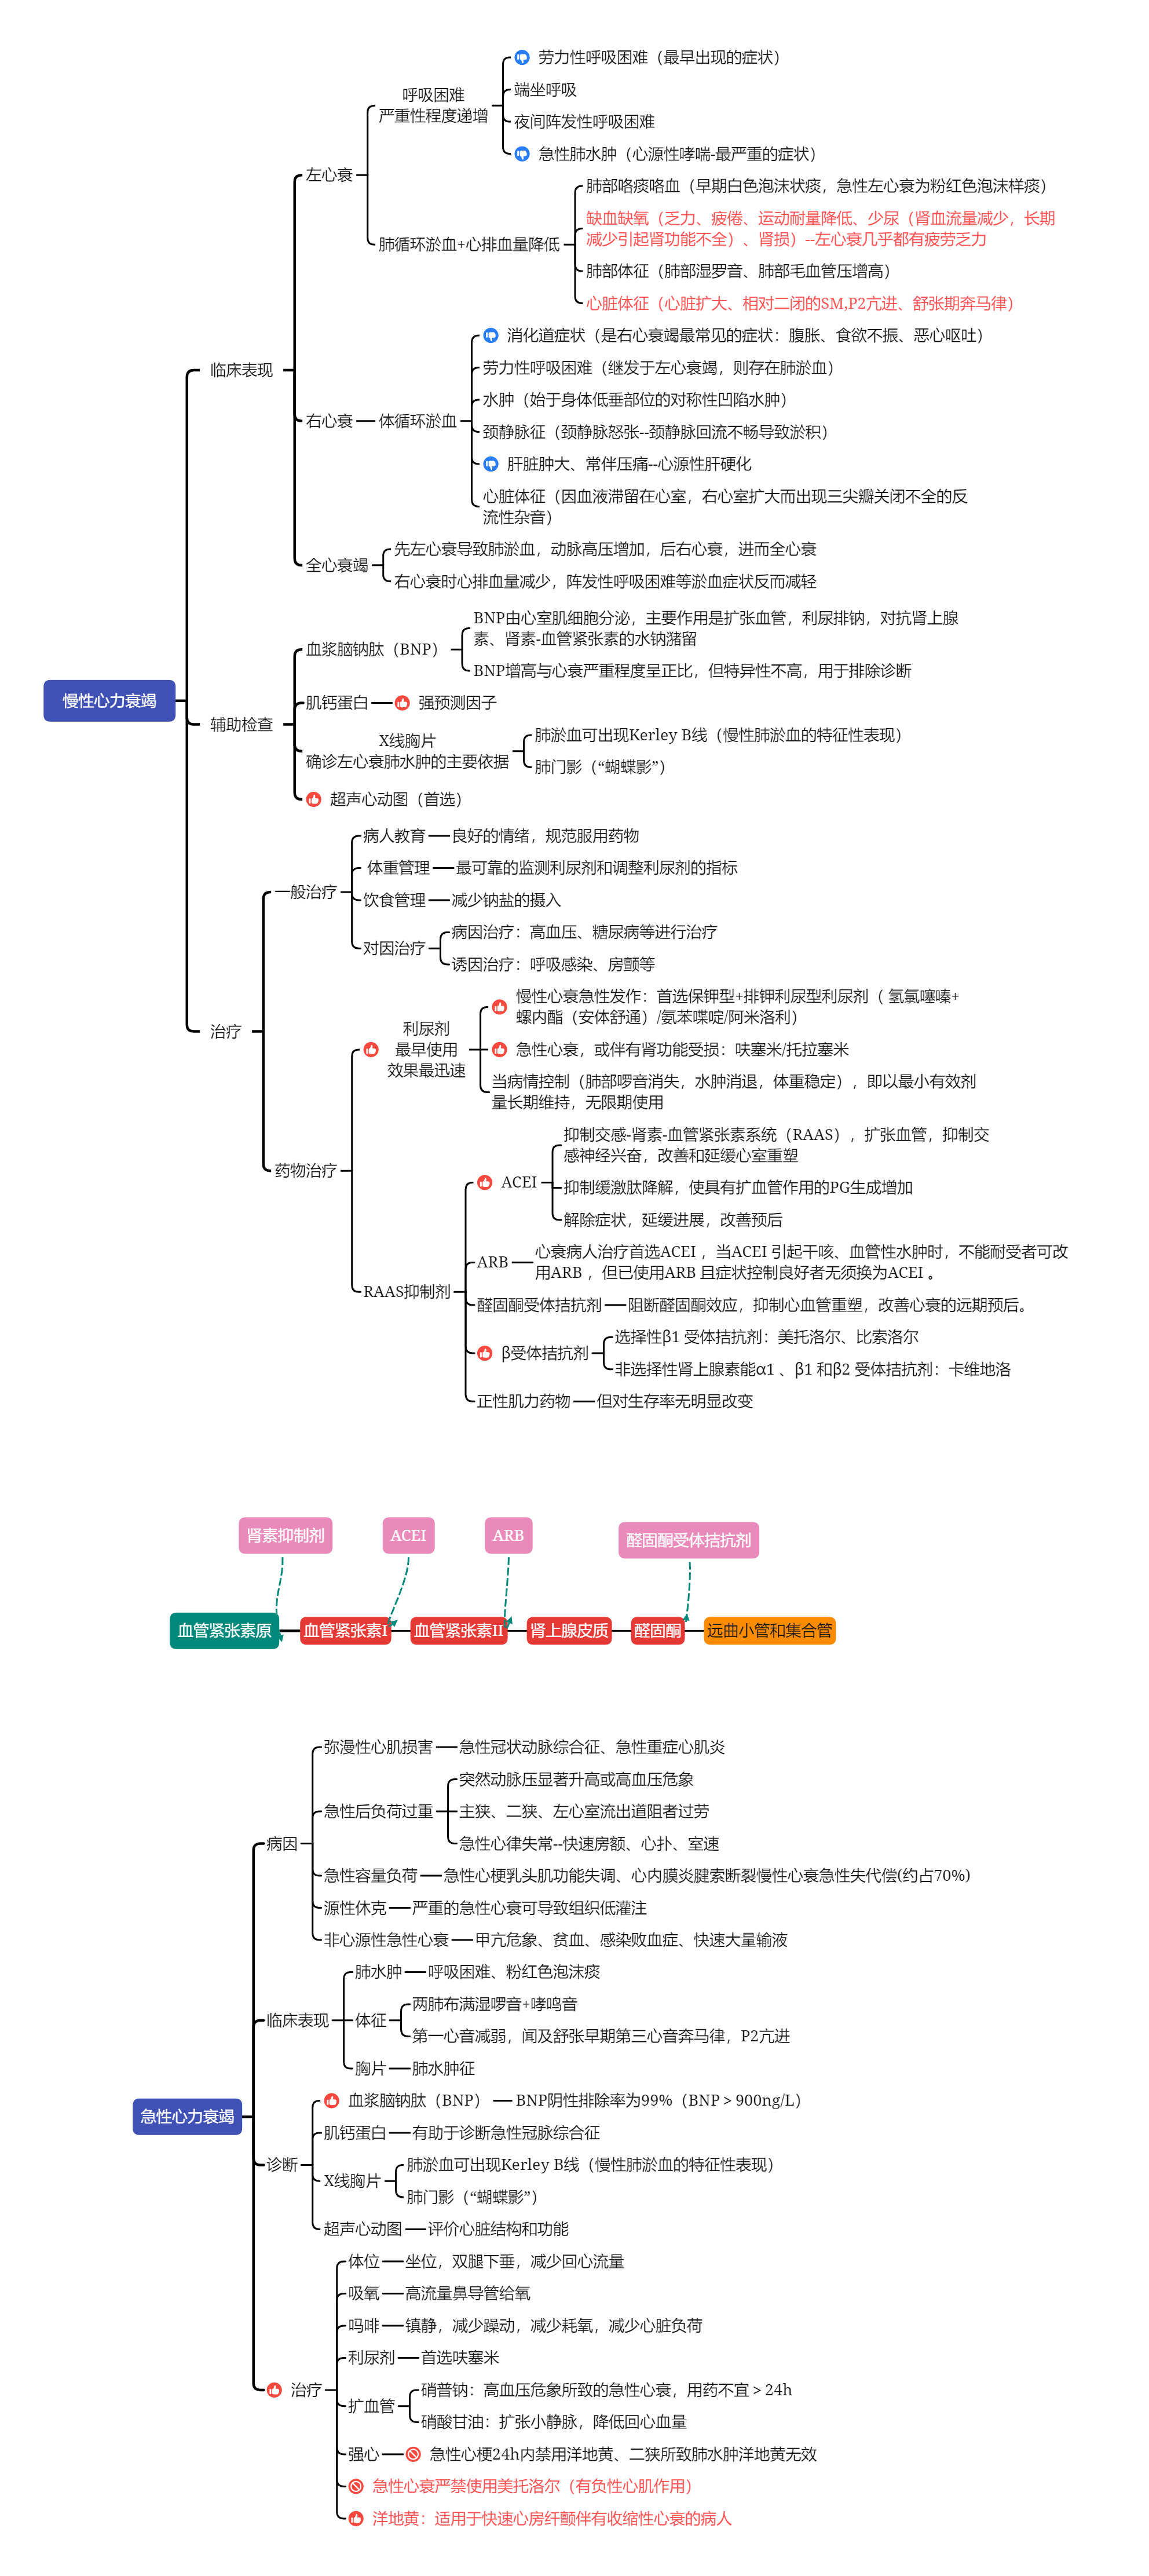 劳力性呼吸困难（最早出现的症状）
呼吸困难
严重性程度递增
端坐呼吸
夜间阵发性呼吸困难
急性肺水肿（心源性哮喘-最严重的症状）
左心衰
肺循环淤血+心排血量降低
肺部咯痰咯血（早期白色泡沫状痰，急性左心衰为粉红色泡沫样痰）
缺血缺氧（乏力、疲倦、运动耐量降低、少尿（肾血流量减少，长期
减少引起肾功能不全）、肾损）--左心衰几乎都有疲劳乏力
肺部体征（肺部湿罗音、肺部毛血管压增高）
心脏体征（心脏扩大、相对二闭的SM,P2亢进、舒张期奔马律）
临床表现
右心衰
体循环淤血
消化道症状（是右心衰竭最常见的症状：腹胀、食欲不振、恶心呕吐）
劳力性呼吸困难（继发于左心衰竭，则存在肺淤血）
水肿（始于身体低垂部位的对称性凹陷水肿）
颈静脉征（颈静脉怒张--颈静脉回流不畅导致淤积）
肝脏肿大、常伴压痛--心源性肝硬化
心脏体征（因血液滞留在心室，右心室扩大而出现三尖瓣关闭不全的反
流性杂音）
全心衰竭
先左心衰导致肺淤血，动脉高压增加，后右心衰，进而全心衰
右心衰时心排血量减少，阵发性呼吸困难等淤血症状反而减轻
慢性心力衰竭
辅助检查
血浆脑钠肽（BNP）
BNP由心室肌细胞分泌，主要作用是扩张血管，利尿排钠，对抗肾上腺
素、肾素-血管紧张素的水钠潴留
BNP增高与心衰严重程度呈正比，但特异性不高，用于排除诊断
肌钙蛋白
强预测因子
X线胸片
确诊左心衰肺水肿的主要依据
肺淤血可出现Kerley B线（慢性肺淤血的特征性表现）
肺门影（“蝴蝶影”）
超声心动图（首选）
治疗
一般治疗
病人教育
良好的情绪，规范服用药物
体重管理
最可靠的监测利尿剂和调整利尿剂的指标
饮食管理
减少钠盐的摄入
对因治疗
病因治疗：高血压、糖尿病等进行治疗
诱因治疗：呼吸感染、房颤等
药物治疗
利尿剂
最早使用
效果最迅速
慢性心衰急性发作：首选保钾型+排钾利尿型利尿剂（ 氢氯噻嗪+
螺内酯（安体舒通）/氨苯喋啶/阿米洛利）
急性心衰，或伴有肾功能受损：呋塞米/托拉塞米
当病情控制（肺部啰音消失，水肿消退，体重稳定），即以最小有效剂
量长期维持，无限期使用
RAAS抑制剂
ACEI
抑制交感-肾素-血管紧张素系统（RAAS），扩张血管，抑制交
感神经兴奋，改善和延缓心室重塑
抑制缓激肽降解，使具有扩血管作用的PG生成增加
解除症状，延缓进展，改善预后
ARB
心衰病人治疗首选ACEI ，当ACEI 引起干咳、血管性水肿时，不能耐受者可改
用ARB ，但已使用ARB 且症状控制良好者无须换为ACEI 。
醛固酮受体拮抗剂
阻断醛固酮效应，抑制心血管重塑，改善心衰的远期预后。
β受体拮抗剂
选择性β1 受体拮抗剂：美托洛尔、比索洛尔
非选择性肾上腺素能α1 、β1 和β2 受体拮抗剂：卡维地洛
正性肌力药物
但对生存率无明显改变
肾素抑制剂
ACEI
ARB
醛固酮受体拮抗剂
血管紧张素原
血管紧张素I
血管紧张素II
肾上腺皮质
醛固酮
远曲小管和集合管
急性心力衰竭
病因
弥漫性心肌损害
急性冠状动脉综合征、急性重症心肌炎
急性后负荷过重
突然动脉压显著升高或高血压危象
主狭、二狭、左心室流出道阻者过劳
急性心律失常--快速房额、心扑、室速
急性容量负荷
急性心梗乳头肌功能失调、心内膜炎腱索断裂慢性心衰急性失代偿(约占70%)
源性休克
严重的急性心衰可导致组织低灌注
非心源性急性心衰
甲亢危象、贫血、感染败血症、快速大量输液
临床表现
肺水肿
呼吸困难、粉红色泡沫痰
体征
两肺布满湿啰音+哮鸣音
第一心音减弱，闻及舒张早期第三心音奔马律，P2亢进
胸片
肺水肿征
诊断
血浆脑钠肽（BNP）
BNP阴性排除率为99%（BNP＞900ng/L）
肌钙蛋白
有助于诊断急性冠脉综合征
X线胸片
肺淤血可出现Kerley B线（慢性肺淤血的特征性表现）
肺门影（“蝴蝶影”）
超声心动图
评价心脏结构和功能
治疗
体位
坐位，双腿下垂，减少回心流量
吸氧
高流量鼻导管给氧
吗啡
镇静，减少躁动，减少耗氧，减少心脏负荷
利尿剂
首选呋塞米
扩血管
硝普钠：高血压危象所致的急性心衰，用药不宜＞24h
硝酸甘油：扩张小静脉，降低回心血量
强心
急性心梗24h内禁用洋地黄、二狭所致肺水肿洋地黄无效
急性心衰严禁使用美托洛尔（有负性心肌作用）
洋地黄：适用于快速心房纤颤伴有收缩性心衰的病人